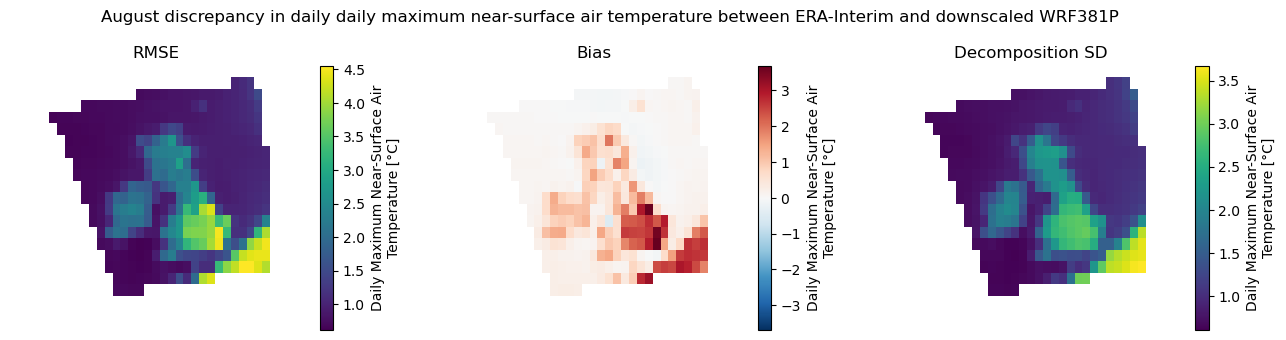 August discrepancy in daily daily maximum near-surface air temperature between ERA-Interim and downscaled WRF381P
RMSE
4.5
4.0
3.5
3.0
2.5
2.0
1.5
1.0
Daily Maximum Near-Surface Air
Temperature [°C]
Bias
3
2
1
0
−1
−2
−3
Daily Maximum Near-Surface Air
Temperature [°C]
Decomposition SD
3.5
3.0
2.5
2.0
1.5
1.0
Daily Maximum Near-Surface Air
Temperature [°C]